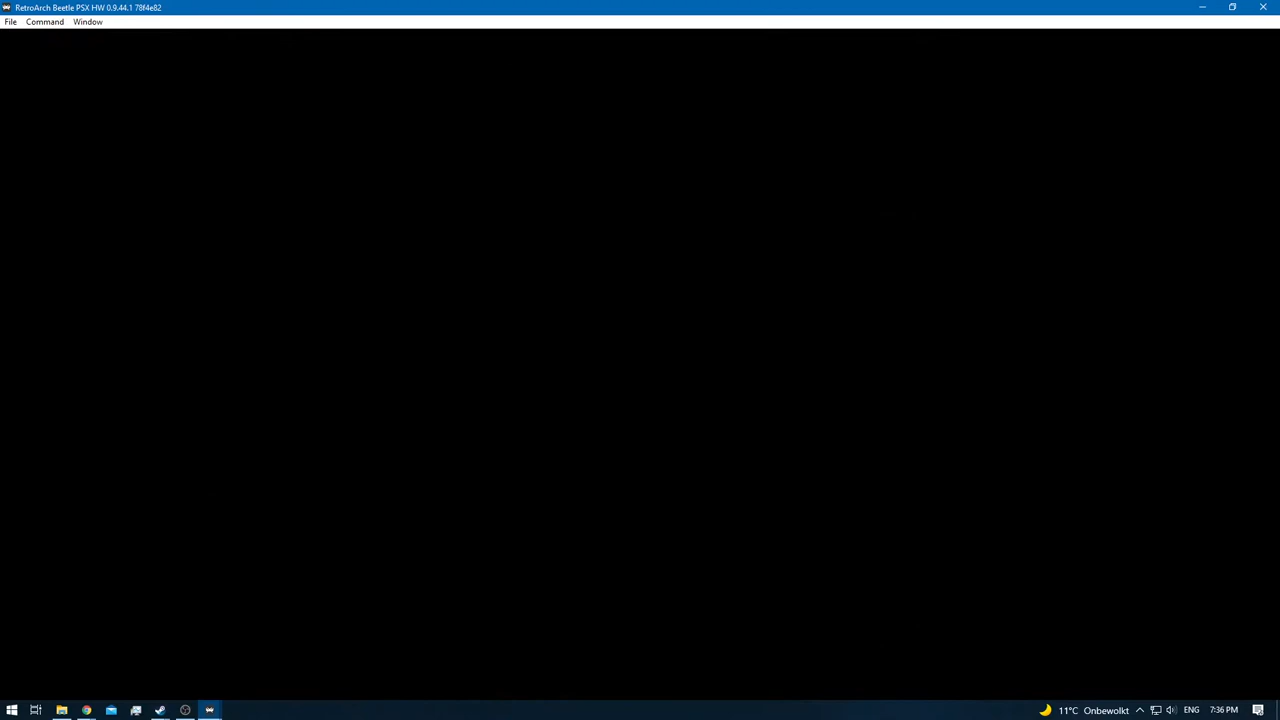 RetroArch Beetle PSX HW 0.9.44.1 78f4e82
File Command Window
11°C Onbewolkt ENG 7:36 PM